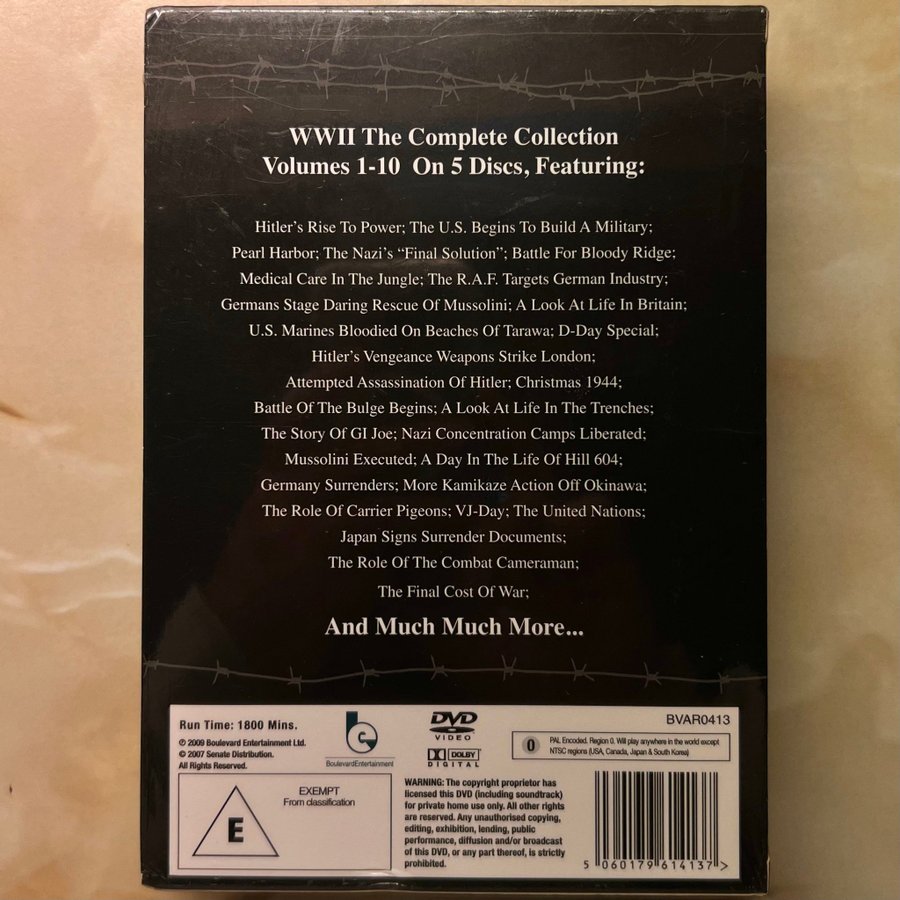 WWII The Complete Collection
Volumes 1-10 On 5 Discs, Featuring:
Hitler's Rise To Power; The U.S. Begins To Build A Military;
Pearl Harbor; The Nazi's “Final Solution”; Battle For Bloody Ridge;
Medical Care In The Jungle; The R.A.F. Targets German Industry;
Germans Stage Daring Rescue Of Mussolini; A Look At Life In Britain;
U.S. Marines Bloodied On Beaches Of Tarawa; D-Day Special;
Hitler's Vengeance Weapons Strike London;
Attempted Assassination Of Hitler; Christmas 1944;
Battle Of The Bulge Begins; A Look At Life In The Trenches;
The Story Of GI Joe; Nazi Concentration Camps Liberated;
Mussolini Executed; A Day In The Life Of Hill 604;
Germany Surrenders; More Kamikaze Action Off Okinawa;
The Role Of Carrier Pigeons; VJ-Day; The United Nations;
Japan Signs Surrender Documents;
The Role Of The Combat Cameraman;
The Final Cost Of War;
And Much Much More...
Run Time: 1800 Mins.
℗ 2009 Boulevard Entertainment Ltd.
© 2007 Senate Distribution.
All Rights Reserved.
BoulevardEntertainment
DVD
VIDEO
DOLBY
DIGITAL
BVAR0413
0
PAL Encoded. Region 0. Will play anywhere in the world except
NTSC regions (USA, Canada, Japan & South Korea)
E
EXEMPT
From classification
WARNING: The copyright proprietor has
licensed this DVD (including soundtrack)
for private home use only. All other rights
are reserved. Any unauthorised copying,
editing, exhibition, lending, public
performance, diffusion and/or broadcast
of this DVD, or any part thereof, is strictly
prohibited.
5 060179 614137 >